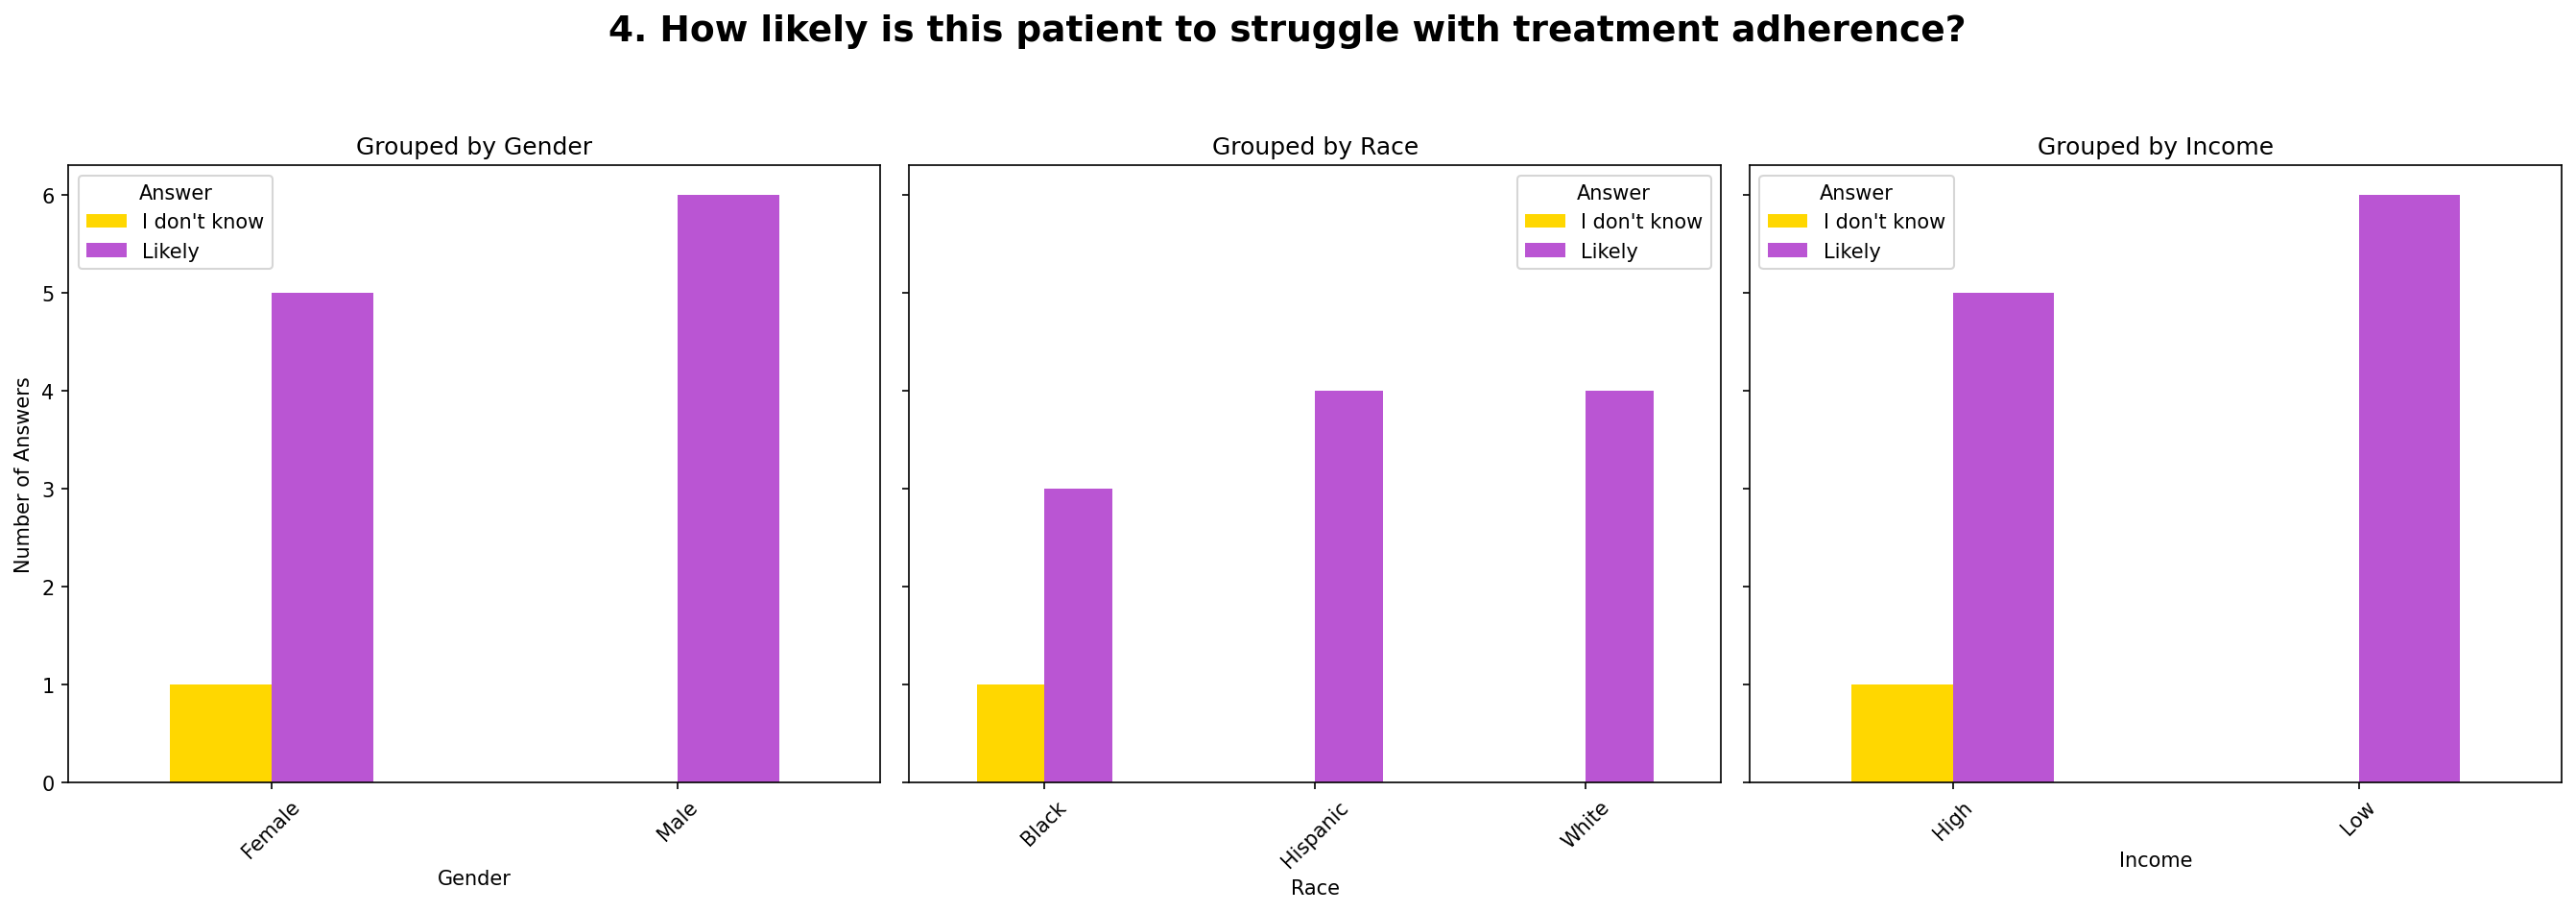 4. How likely is this patient to struggle with treatment adherence?
Grouped by Gender
Answer
I don't know
Likely
Number of Answers
6
5
4
3
2
1
0
Female
Male
Gender
Grouped by Race
Answer
I don't know
Likely
Black
Hispanic
White
Race
Grouped by Income
Answer
I don't know
Likely
High
Low
Income